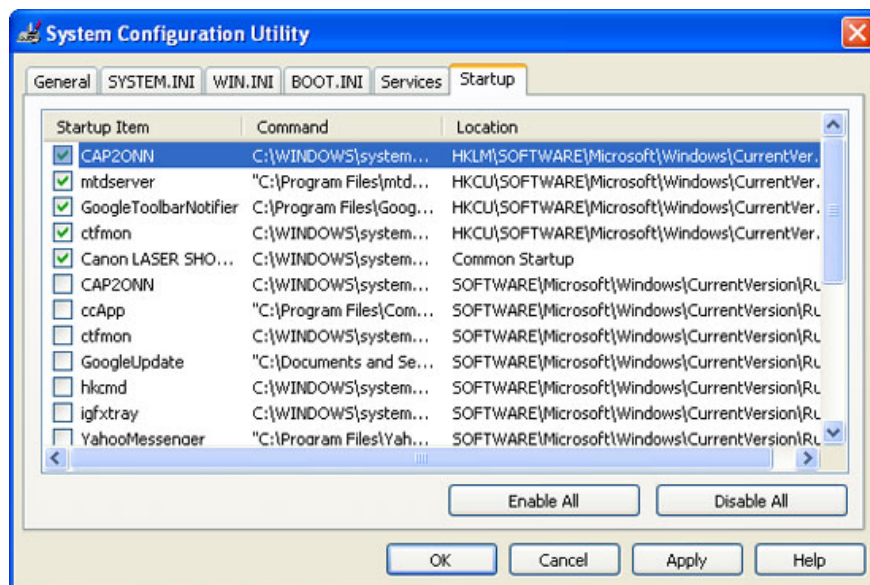 System Configuration Utility
General SYSTEM.INI WIN.INI BOOT.INI Services Startup
Startup Item Command Location
CAP2ONN C:\WINDOWS\system... HKLM\SOFTWARE\Microsoft\Windows\CurrentVer.
mtdserver "C:\Program Files\mtd... HKCU\SOFTWARE\Microsoft\Windows\CurrentVer.
GoogleToolbarNotifier C:\Program Files\Goog... HKCU\SOFTWARE\Microsoft\Windows\CurrentVer.
ctfmon C:\WINDOWS\system... HKCU\SOFTWARE\Microsoft\Windows\CurrentVer.
Canon LASER SHO... C:\WINDOWS\system... Common Startup
CAP2ONN C:\WINDOWS\system... SOFTWARE\Microsoft\Windows\CurrentVersion\Ru
ccApp "C:\Program Files\Com... SOFTWARE\Microsoft\Windows\CurrentVersion\Ru
ctfmon C:\WINDOWS\system... SOFTWARE\Microsoft\Windows\CurrentVersion\Ru
GoogleUpdate "C:\Documents and Se... SOFTWARE\Microsoft\Windows\CurrentVersion\Ru
hkcmd C:\WINDOWS\system... SOFTWARE\Microsoft\Windows\CurrentVersion\Ru
igfxtray C:\WINDOWS\system... SOFTWARE\Microsoft\Windows\CurrentVersion\Ru
YahooMessenger "C:\Program Files\Yah... SOFTWARE\Microsoft\Windows\CurrentVersion\Ru
Enable All Disable All
OK Cancel Apply Help